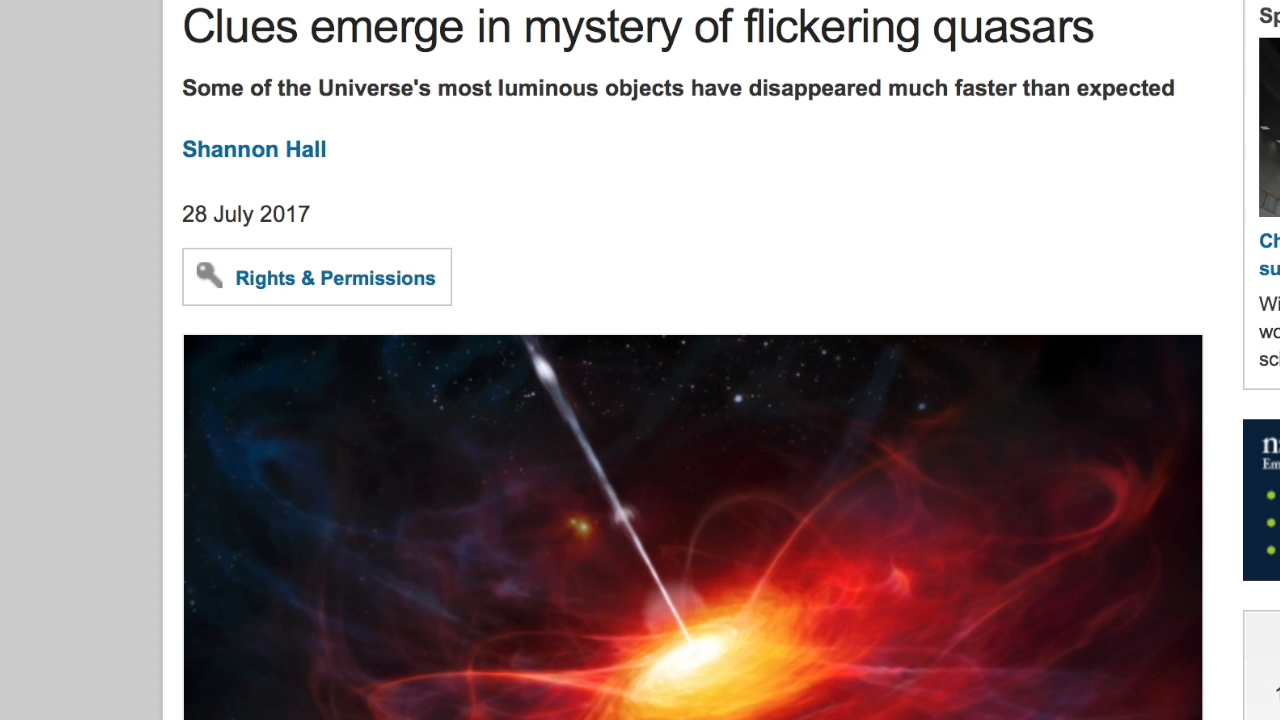 Clues emerge in mystery of flickering quasars
Some of the Universe's most luminous objects have disappeared much faster than expected
Shannon Hall
28 July 2017
Rights & Permissions